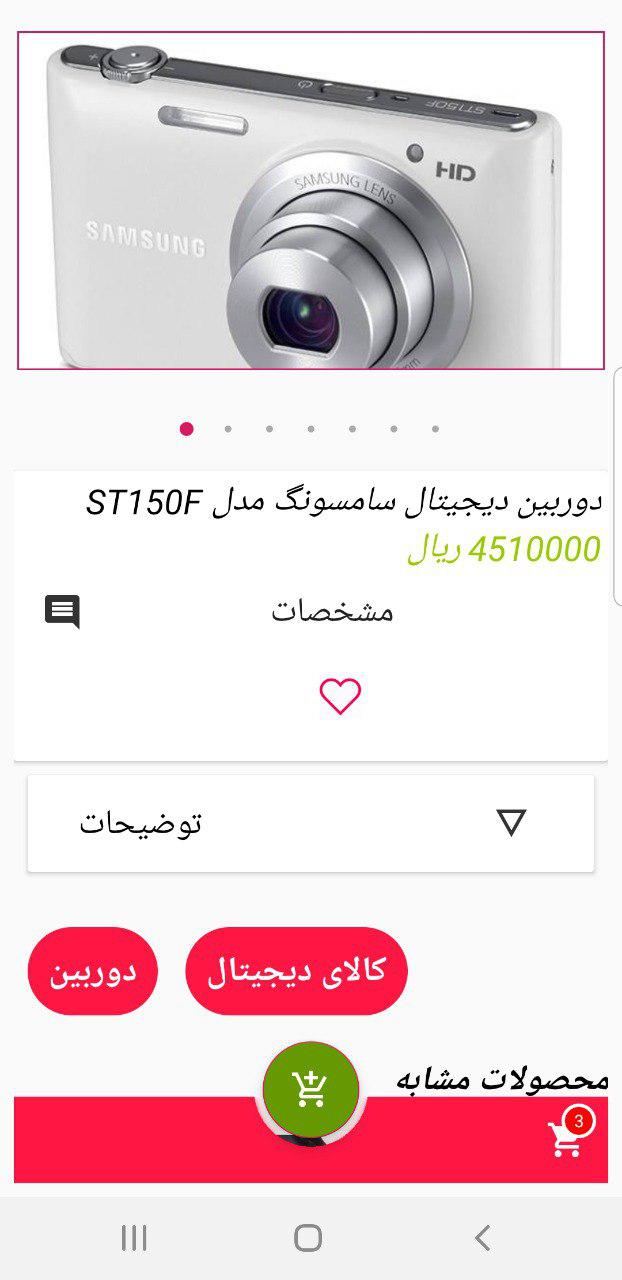 ST150F
HD
SAMSUNG LENS
SAMSUNG
دوربین دیجیتال سامسونگ مدل ST150F
4510000 ریال
مشخصات
توضیحات
کالای دیجیتال
دوربین
محصولات مشابه
3